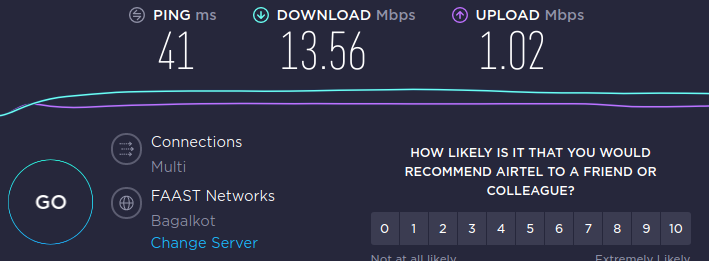 PING ms DOWNLOAD Mbps UPLOAD Mbps
41 13.56 1.02
Connections
Multi
FAAST Networks
Bagalkot
Change Server
GO
HOW LIKELY IS IT THAT YOU WOULD
RECOMMEND AIRTEL TO A FRIEND OR
COLLEAGUE?
0 1 2 3 4 5 6 7 8 9 10
Not at all likely Extremely Likely